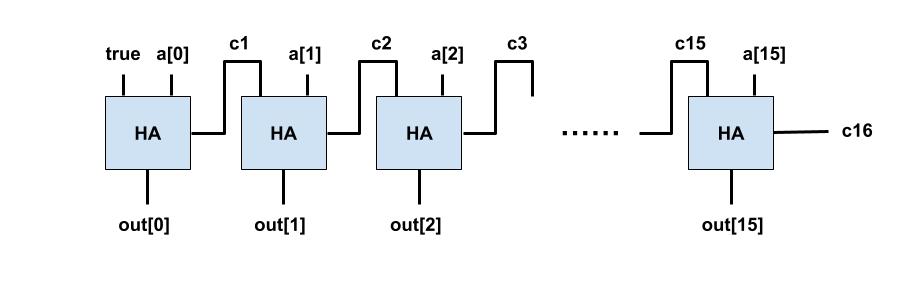 c1 c2 c3 c15
true a[0] a[1] a[2] a[15]
HA HA HA ...... HA c16
out[0] out[1] out[2] out[15]